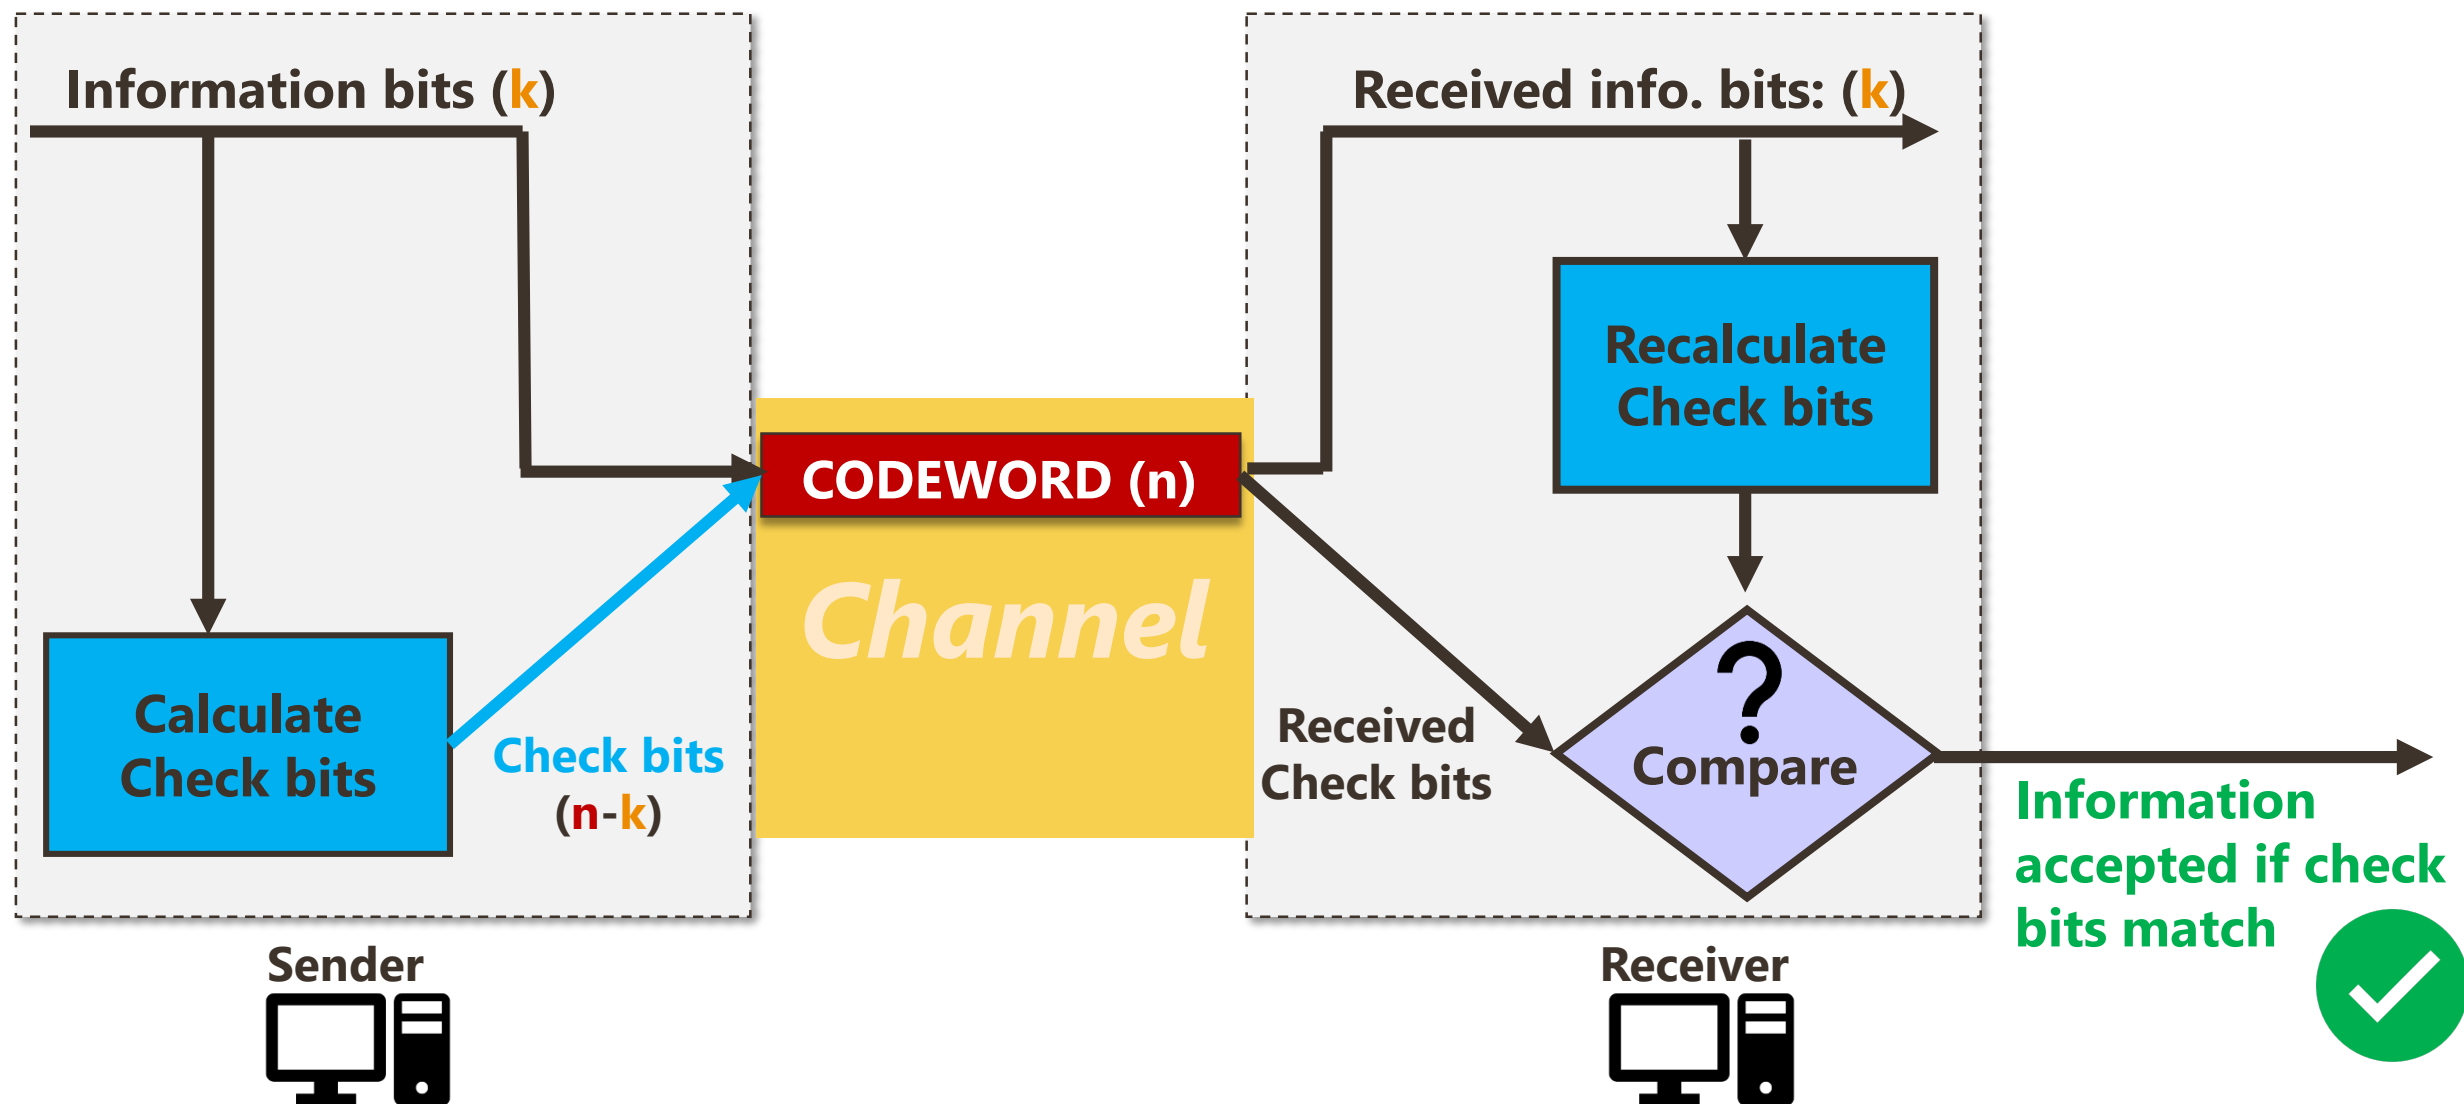 Information bits (k)
Received info. bits: (k)
Recalculate
Check bits
CODEWORD (n)
Channel
Calculate
Check bits
Check bits
(n-k)
Received
Check bits
?
Compare
Information
accepted if check
bits match
Sender
Receiver